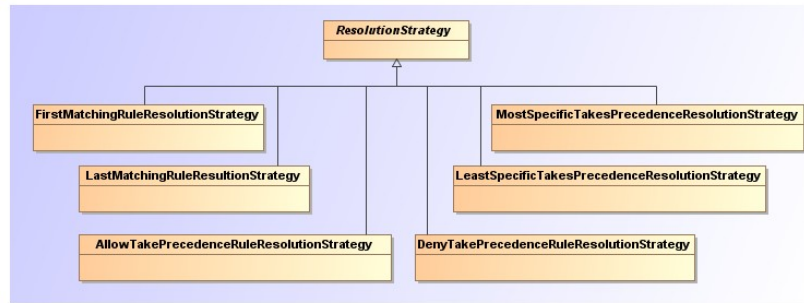 ResolutionStrategy
FirstMatchingRuleResolutionStrategy
MostSpecificTakesPrecedenceResolutionStrategy
LastMatchingRuleResultionStrategy
LeastSpecificTakesPrecedenceResolutionStrategy
AllowTakePrecedenceRuleResolutionStrategy
DenyTakePrecedenceRuleResolutionStrategy